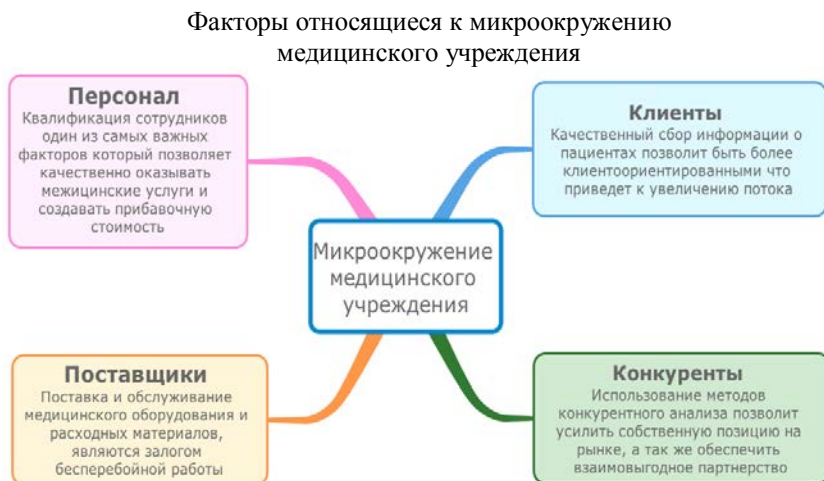 Факторы относящиеся к микроокружению
медицинского учреждения
Персонал
Квалификация сотрудников
один из самых важных
факторов который позволяет
качественно оказывать
межицинские услуги и
создавать прибавочную
стоимость
Клиенты
Качественный сбор информации о
пациентах позволит быть более
клиентоориентированными что
приведет к увеличению потока
Микроокружение
медицинского
учреждения
Поставщики
Поставка и обслуживание
медицинского оборудования и
расходных материалов,
являются залогом
бесперебойной работы
Конкуренты
Использование методов
конкурентного анализа позволит
усилить собственную позицию на
рынке, а так же обеспечить
взаимовыгодное партнерство